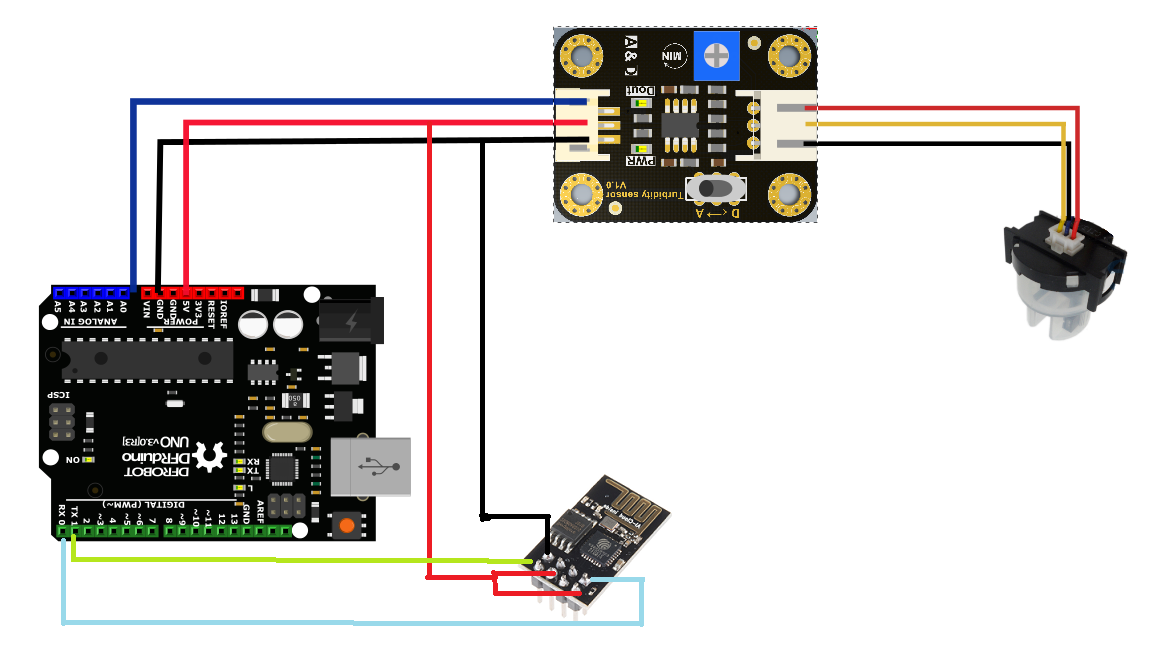 A & D
MIN
Dout
PWR
Turbidity sensor V1.0
D <—> A
A5
A4
A3
A2
A1
A0
VIN
GND
GND
5V
3V3
RESET
IOREF
ANALOG IN
POWER
ICSP
ON
DFROBOT
DFRduino
UNO v3.0[R3]
RX
TX
L
050
DIGITAL (PWM~)
RX 0
TX 1
2
~3
4
~5
~6
7
8
~9
~10
~11
12
13
GND
AREF